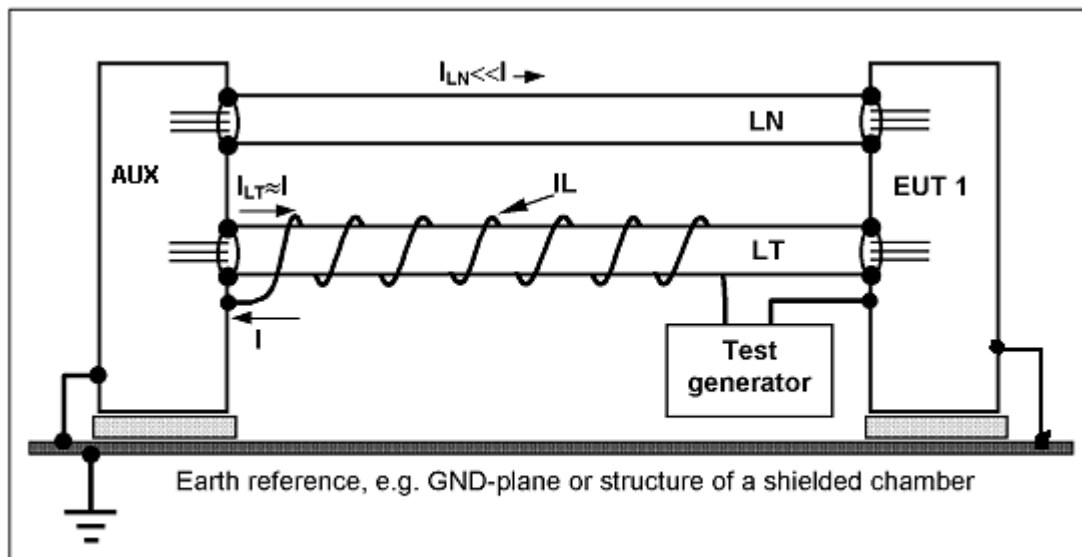 I_LN<<I
LN
AUX
EUT 1
I_LT≈I
IL
LT
I
Test
generator
Earth reference, e.g. GND-plane or structure of a shielded chamber